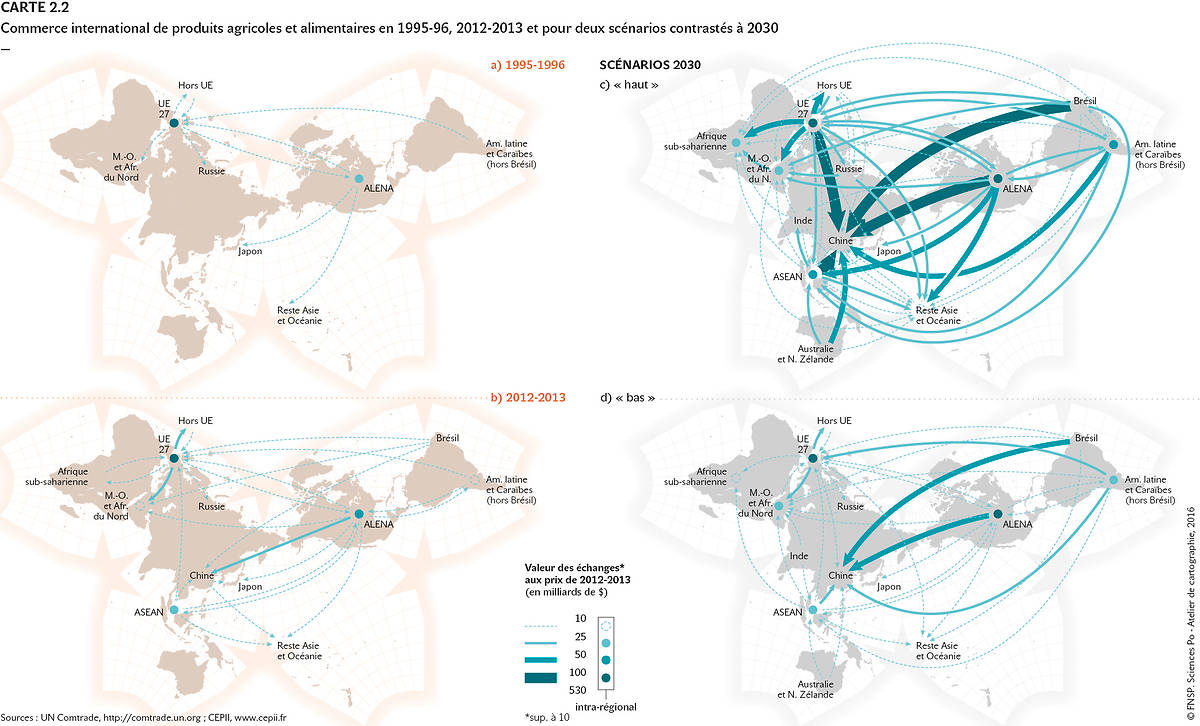 CARTE 2.2
Commerce international de produits agricoles et alimentaires en 1995-96, 2012-2013 et pour deux scénarios contrastés à 2030
—
a) 1995-1996
Hors UE
UE
27
M.-O.
et Afr.
du Nord
Russie
ALENA
Am. latine
et Caraïbes
(hors Brésil)
Japon
Reste Asie
et Océanie
SCÉNARIOS 2030
c) « haut »
Hors UE
UE
27
Brésil
Afrique
sub-saharienne
M.-O.
et Afr.
du N.
Russie
Am. latine
et Caraïbes
(hors Brésil)
ALENA
Inde
Chine
Japon
ASEAN
Reste Asie
et Océanie
Australie
et N. Zélande
b) 2012-2013
Hors UE
UE
27
Brésil
Afrique
sub-saharienne
M.-O.
et Afr.
du Nord
Russie
Am. latine
et Caraïbes
(hors Brésil)
ALENA
Chine
Japon
ASEAN
Reste Asie
et Océanie
d) « bas »
Hors UE
UE
27
Brésil
Afrique
sub-saharienne
M.-O.
et Afr.
du Nord
Russie
Am. latine
et Caraïbes
(hors Brésil)
ALENA
Inde
Chine
Japon
ASEAN
Reste Asie
et Océanie
Australie
et N. Zélande
Valeur des échanges*
aux prix de 2012-2013
(en milliards de $)
10
25
50
100
530
intra-régional
*sup. à 10
Sources : UN Comtrade, http://comtrade.un.org ; CEPII, www.cepii.fr
© FNSP. Sciences Po - Atelier de cartographie, 2016